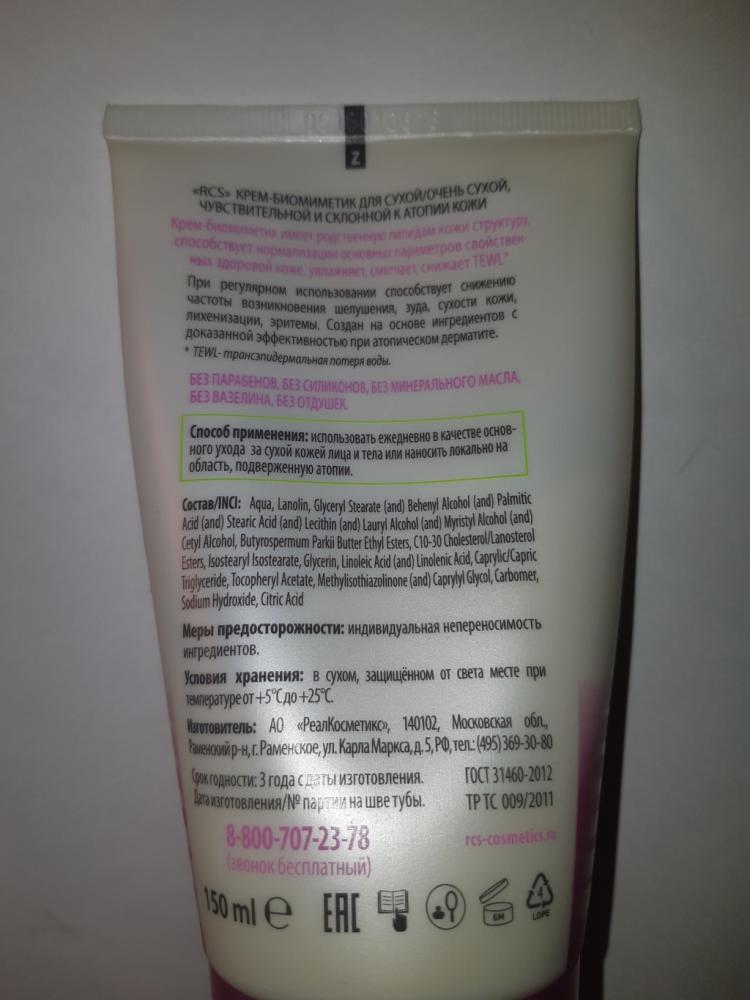 Z
«RCS» КРЕМ-БИОМИМЕТИК ДЛЯ СУХОЙ/ОЧЕНЬ СУХОЙ,
ЧУВСТВИТЕЛЬНОЙ И СКЛОННОЙ К АТОПИИ КОЖИ
Крем-биомиметик имеет родственную липидам кожи структуру,
способствует нормализации основных параметров свойствен-
ных здоровой коже, увлажняет, смягчает, снижает TEWL*
При регулярном использовании способствует снижению
частоты возникновения шелушения, зуда, сухости кожи,
лихенизации, эритемы. Создан на основе ингредиентов с
доказанной эффективностью при атопическом дерматите.
* TEWL- трансэпидермальная потеря воды.
БЕЗ ПАРАБЕНОВ, БЕЗ СИЛИКОНОВ, БЕЗ МИНЕРАЛЬНОГО МАСЛА,
БЕЗ ВАЗЕЛИНА, БЕЗ ОТДУШЕК.
Способ применения: использовать ежедневно в качестве основ-
ного ухода за сухой кожей лица и тела или наносить локально на
область, подверженную атопии.
Состав/INCI: Aqua, Lanolin, Glyceryl Stearate (and) Behenyl Alcohol (and) Palmitic
Acid (and) Stearic Acid (and) Lecithin (and) Lauryl Alcohol (and) Myristyl Alcohol (and)
Cetyl Alcohol, Butyrospermum Parkii Butter Ethyl Esters, C10-30 Cholesterol/Lanosterol
Esters, Isostearyl Isostearate, Glycerin, Linoleic Acid (and) Linolenic Acid, Caprylic/Capric
Triglyceride, Tocopheryl Acetate, Methylisothiazolinone (and) Caprylyl Glycol, Carbomer,
Sodium Hydroxide, Citric Acid
Меры предосторожности: индивидуальная непереносимость
ингредиентов.
Условия хранения: в сухом, защищённом от света месте при
температуре от +5°С до +25°С.
Изготовитель: АО «РеалКосметикс», 140102, Московская обл.,
Раменский р-н, г. Раменское, ул. Карла Маркса, д. 5, РФ, тел.: (495) 369-30-80
Срок годности: 3 года с даты изготовления. ГОСТ 31460-2012
Дата изготовления/№ партии на шве тубы. ТР ТС 009/2011
8-800-707-23-78 rcs-cosmetics.ru
(звонок бесплатный)
150 ml e EAC 6M 4 LDPE